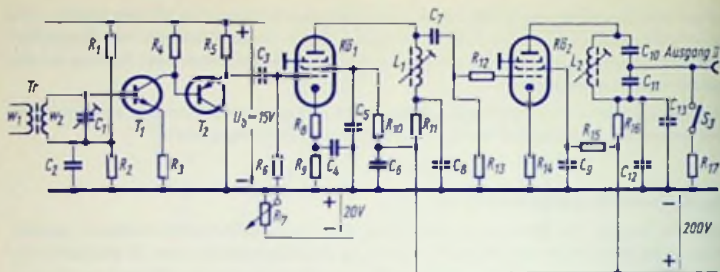 R1
R4
R5
+
C3
Rö1
C7
L1
R12
Rö2
L2
C10
Ausgang II
C11
Tr
w1
w2
C1
T1
T2
Ub=15V
C5
R8
R10
R11
R15
R16
C13
S3
C2
R2
R3
R6
R9
C4
C6
C8
R13
R14
C9
C12
R17
−
R7
+
20V
−
−
200V
+